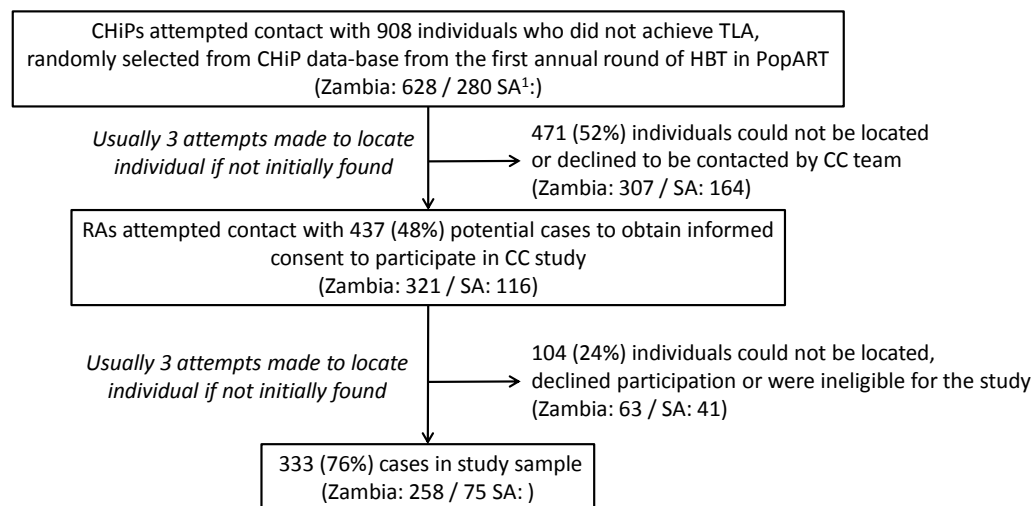 CHiPs attempted contact with 908 individuals who did not achieve TLA,
randomly selected from CHiP data-base from the first annual round of HBT in PopART
(Zambia: 628 / 280 SA¹:)
Usually 3 attempts made to locate
individual if not initially found
471 (52%) individuals could not be located
or declined to be contacted by CC team
(Zambia: 307 / SA: 164)
RAs attempted contact with 437 (48%) potential cases to obtain informed
consent to participate in CC study
(Zambia: 321 / SA: 116)
Usually 3 attempts made to locate
individual if not initially found
104 (24%) individuals could not be located,
declined participation or were ineligible for the study
(Zambia: 63 / SA: 41)
333 (76%) cases in study sample
(Zambia: 258 / 75 SA: )